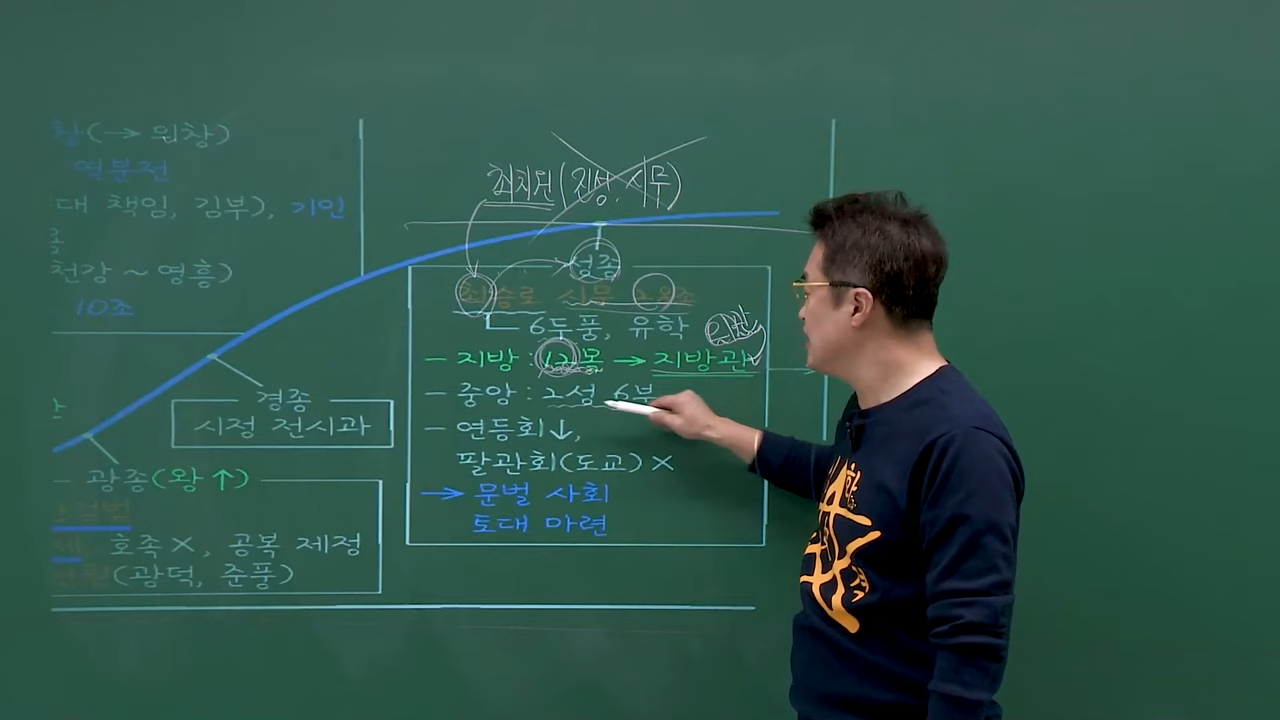 창(→ 위창)
역분전
대 책임, 김부), 기인
천강 ~ 영흥)
10조
경종
시정 전시과
- 광종(왕↑)
호족×, 공복 제정
(광덕, 준풍)
최치원(진성, 시무)
성종
최승로 시무
6두품, 유학
외관
- 지방 : 12목 → 지방관
- 중앙 : 2성 6부
- 연등회↓,
팔관회(도교)×
→ 문벌 사회
토대 마련